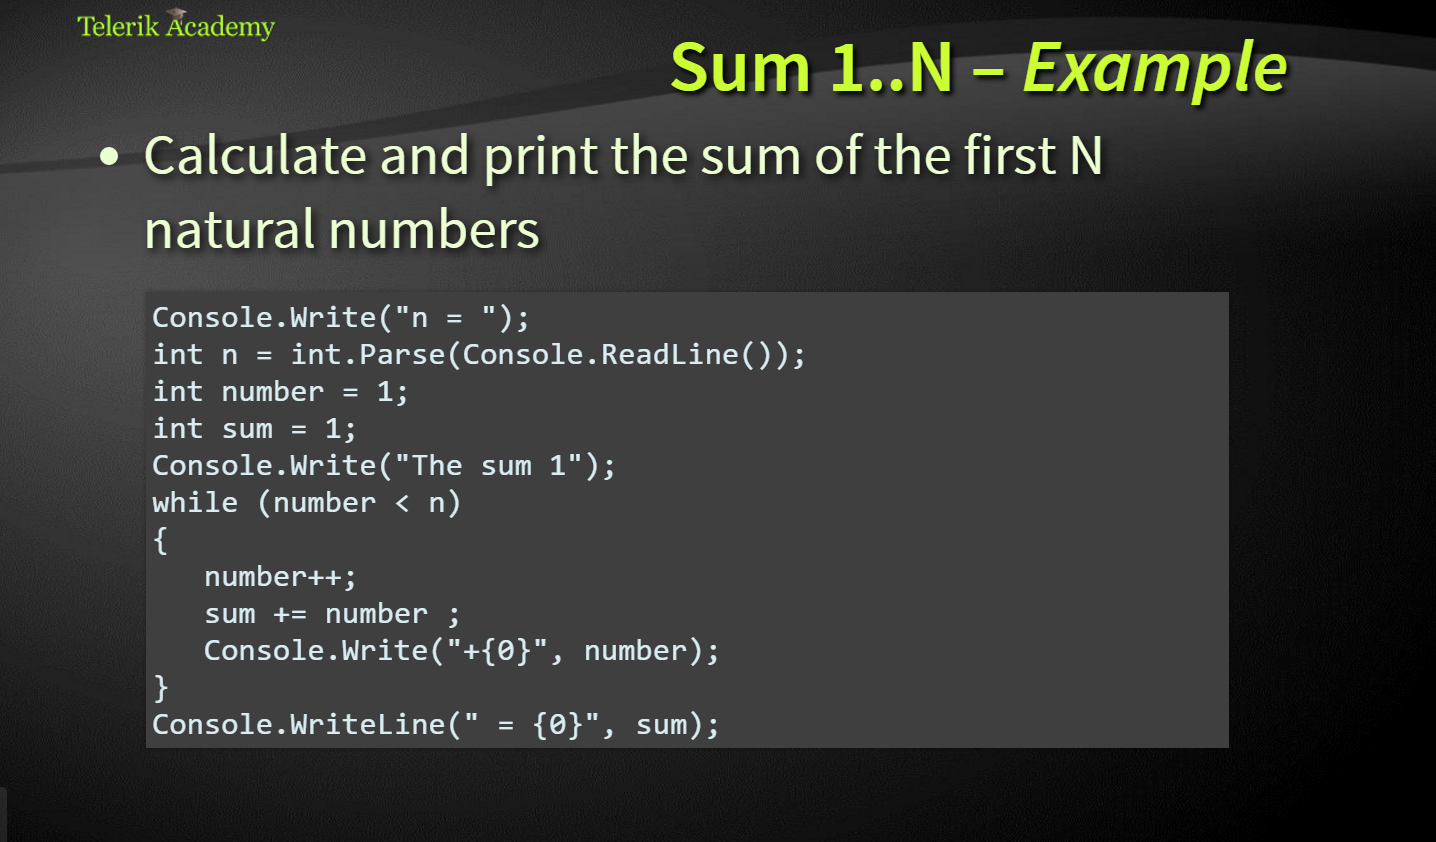 Telerik Academy
Sum 1..N – Example
• Calculate and print the sum of the first N
natural numbers
Console.Write("n = ");
int n = int.Parse(Console.ReadLine());
int number = 1;
int sum = 1;
Console.Write("The sum 1");
while (number < n)
{
   number++;
   sum += number ;
   Console.Write("+{0}", number);
}
Console.WriteLine(" = {0}", sum);